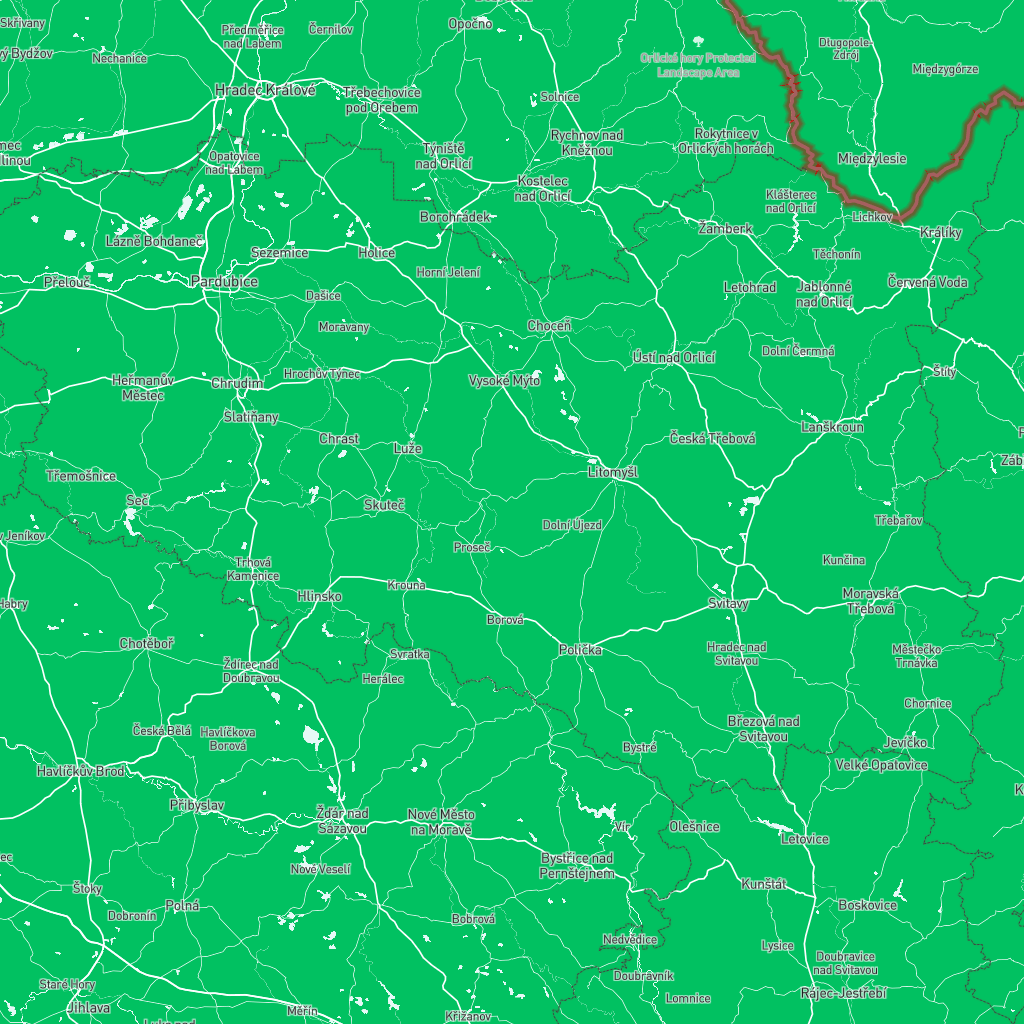 Skřivany
Opočno
Předměřice
nad Labem
Černilov
Długopole-
Zdrój
Nechanice
Orlické hory Protected
Landscape Area
Międzygórze
Hradec Králové
Třebechovice
pod Orebem
Solnice
Rychnov nad
Kněžnou
Rokytnice v
Orlických horách
Týniště
nad Orlicí
Opatovice
nad Labem
Międzylesie
Kostelec
nad Orlicí
Klášterec
nad Orlicí
Borohrádek
Lichkov
Žamberk
Králíky
Lázně Bohdaneč
Sezemice
Holice
Těchonín
Horní Jelení
Přelouč
Pardubice
Dašice
Letohrad
Jablonné
nad Orlicí
Červená Voda
Moravany
Choceň
Ústí nad Orlicí
Dolní Čermná
Heřmanův
Městec
Chrudim
Hrochův Týnec
Vysoké Mýto
Štíty
Slatiňany
Chrast
Luže
Česká Třebová
Lanškroun
Třemošnice
Litomyšl
Seč
Skuteč
Dolní Újezd
Třebařov
Jeníkov
Proseč
Trhová
Kamenice
Kunčina
Krouna
Hlinsko
Habry
Svitavy
Moravská
Třebová
Borová
Chotěboř
Polička
Hradec nad
Svitavou
Městečko
Trnávka
Svratka
Ždírec nad
Doubravou
Herálec
Chornice
Česká Bělá
Havlíčkova
Borová
Březová nad
Svitavou
Bystré
Jevíčko
Velké Opatovice
Havlíčkův Brod
Přibyslav
Žďár nad
Sázavou
Nové Město
na Moravě
Vír
Olešnice
Letovice
Bystřice nad
Pernštejnem
Nové Veselí
Kunštát
Štoky
Polná
Dobronín
Bobrová
Boskovice
Nedvědice
Lysice
Doubravice
nad Svitavou
Doubravník
Staré Hory
Lomnice
Rájec-Jestřebí
Jihlava
Měřín
Křižanov